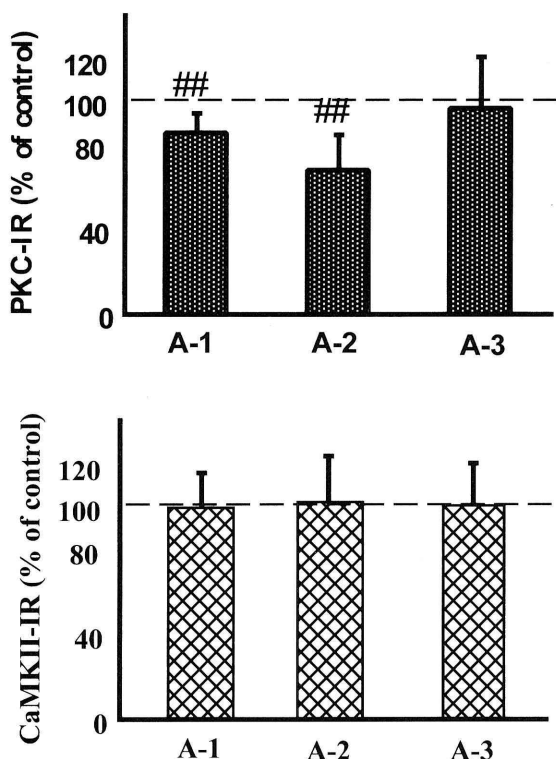 PKC-IR (% of control)
120
100
80
40
0
##
##
A-1
A-2
A-3
CaMKII-IR (% of control)
120
100
80
40
0
A-1
A-2
A-3